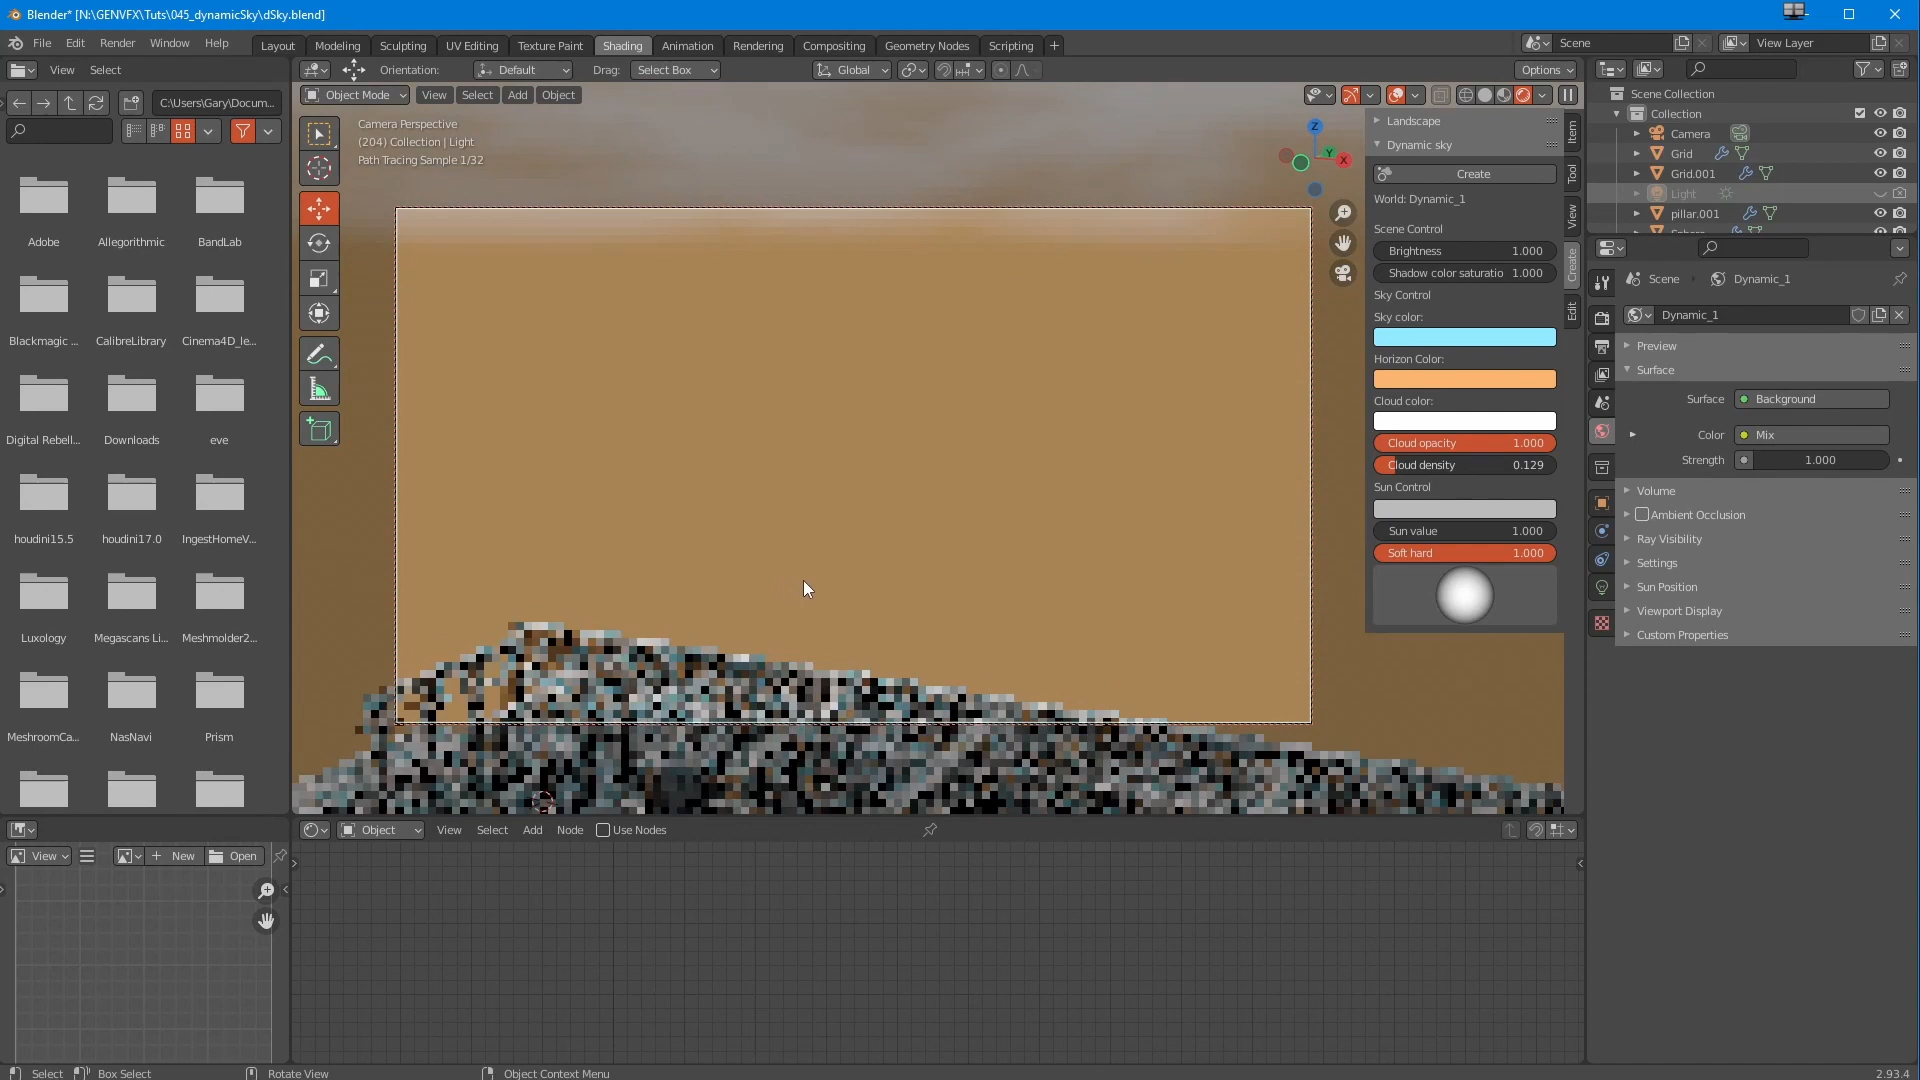 Blender* [N:\GENVFX\Tuts\045_dynamicSky\dSky.blend]
File Edit Render Window Help Layout Modeling Sculpting UV Editing Texture Paint Shading Animation Rendering Compositing Geometry Nodes Scripting + Scene View Layer
View Select Orientation: Default Drag: Select Box Global Options
C:\Users\Gary\Docum... Object Mode View Select Add Object
Scene Collection
Collection
Camera
Grid
Grid.001
Light
pillar.001
Camera Perspective
(204) Collection | Light
Path Tracing Sample 1/32
Z
Y
X
Landscape
Dynamic sky
Create
World: Dynamic_1
Scene Control
Brightness 1.000
Shadow color saturatio 1.000
Sky Control
Sky color:
Horizon Color:
Cloud color:
Cloud opacity 1.000
Cloud density 0.129
Sun Control
Sun value 1.000
Soft hard 1.000
Item
Tool
View
Create
Edit
Adobe Allegorithmic BandLab
Blackmagic ... CalibreLibrary Cinema4D_le...
Digital Rebell... Downloads eve
houdini15.5 houdini17.0 IngestHomeV...
Luxology Megascans Li... Meshmolder2...
MeshroomCa... NasNavi Prism
Scene Dynamic_1
Dynamic_1
Preview
Surface
Surface Background
Color Mix
Strength 1.000
Volume
Ambient Occlusion
Ray Visibility
Settings
Sun Position
Viewport Display
Custom Properties
Object View Select Add Node Use Nodes
View New Open
Select Box Select Rotate View Object Context Menu 2.93.4